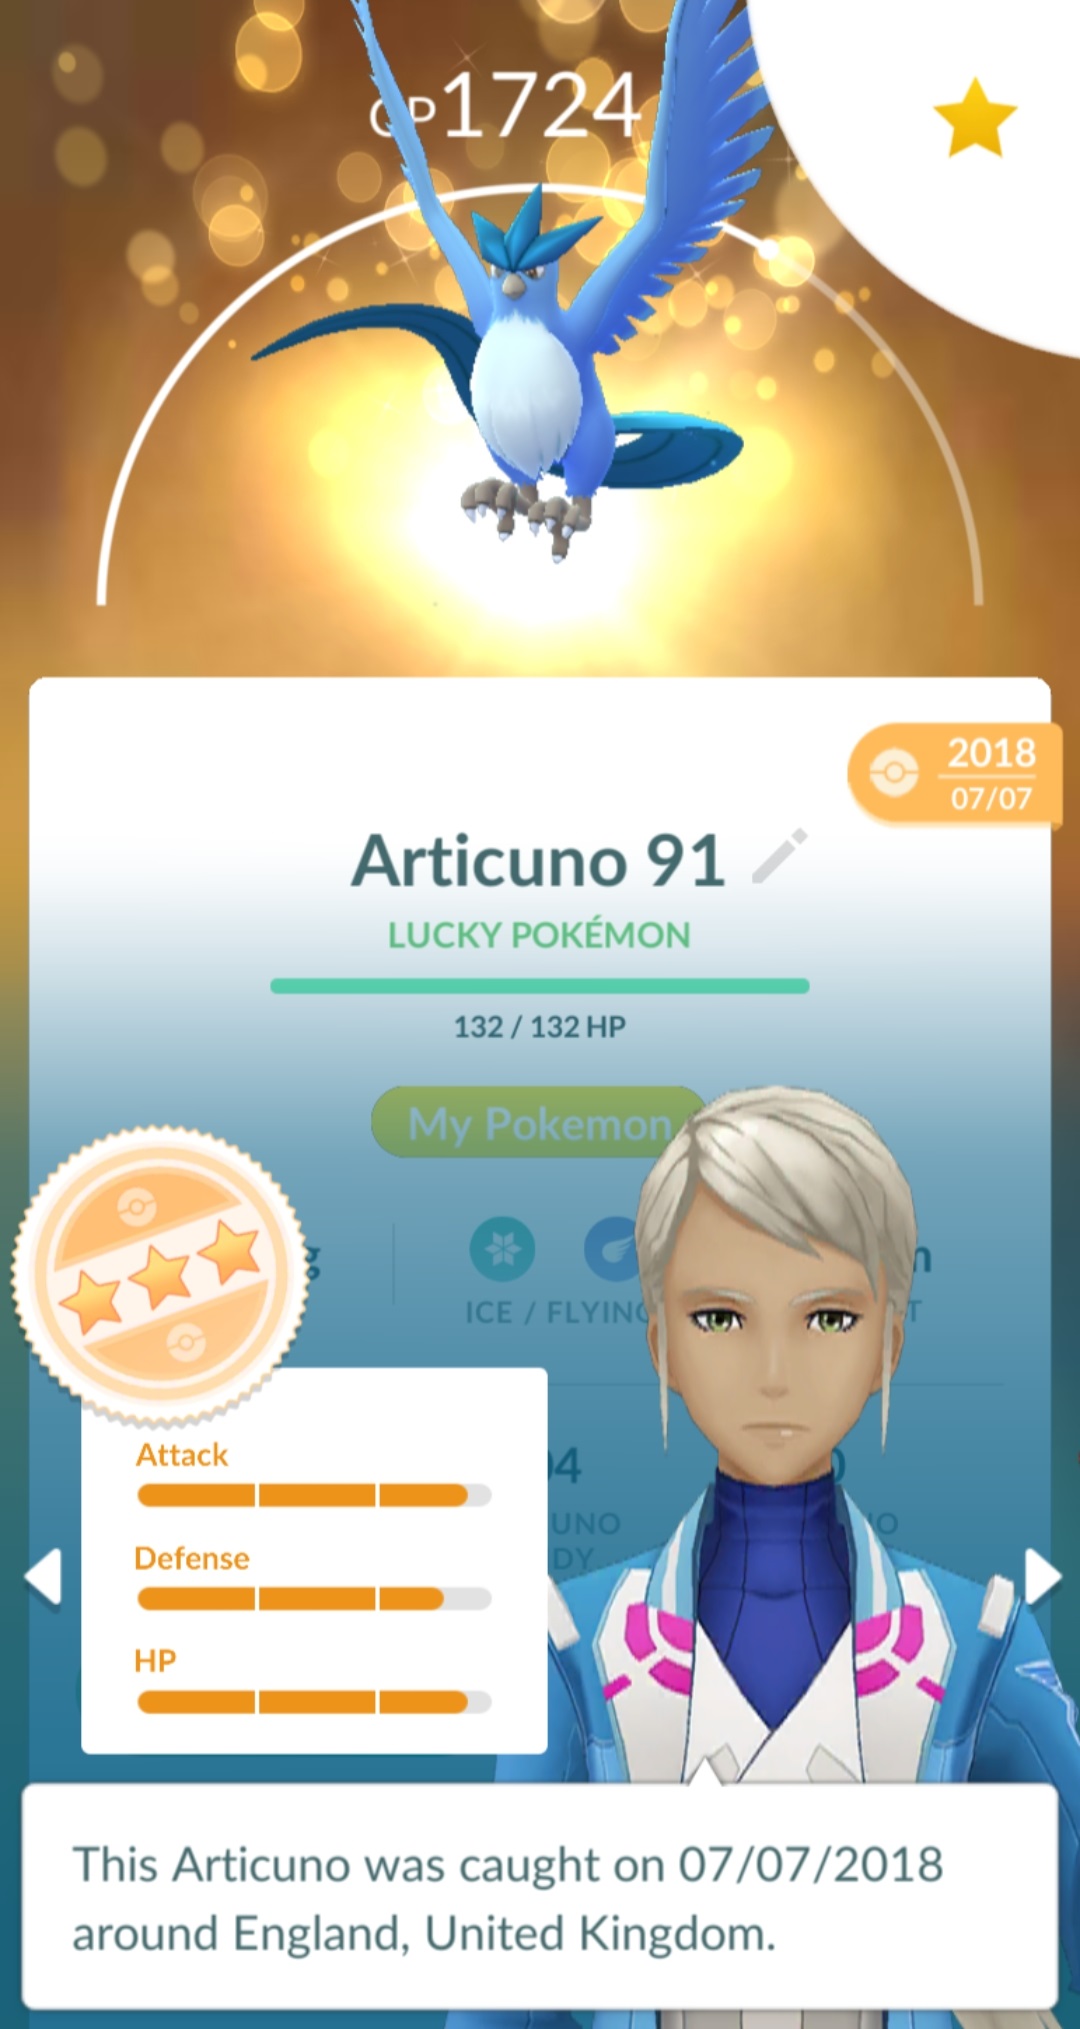 CP1724
2018
07/07
Articuno 91
LUCKY POKÉMON
132 / 132 HP
My Pokemon
ICE / FLYING
Attack
Defense
HP
This Articuno was caught on 07/07/2018
around England, United Kingdom.